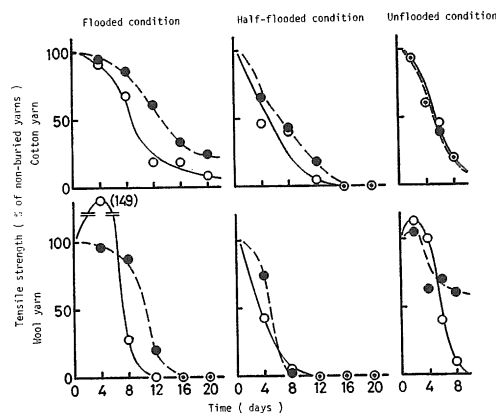 Flooded condition
Half-flooded condition
Unflooded condition
Tensile strength ( % of non-buried yarns )
Cotton yarn
100
50
0
Wool yarn
(149)
100
50
0
0 4 8 12 16 20
0 4 8 12 16 20
0 4 8
Time ( days )